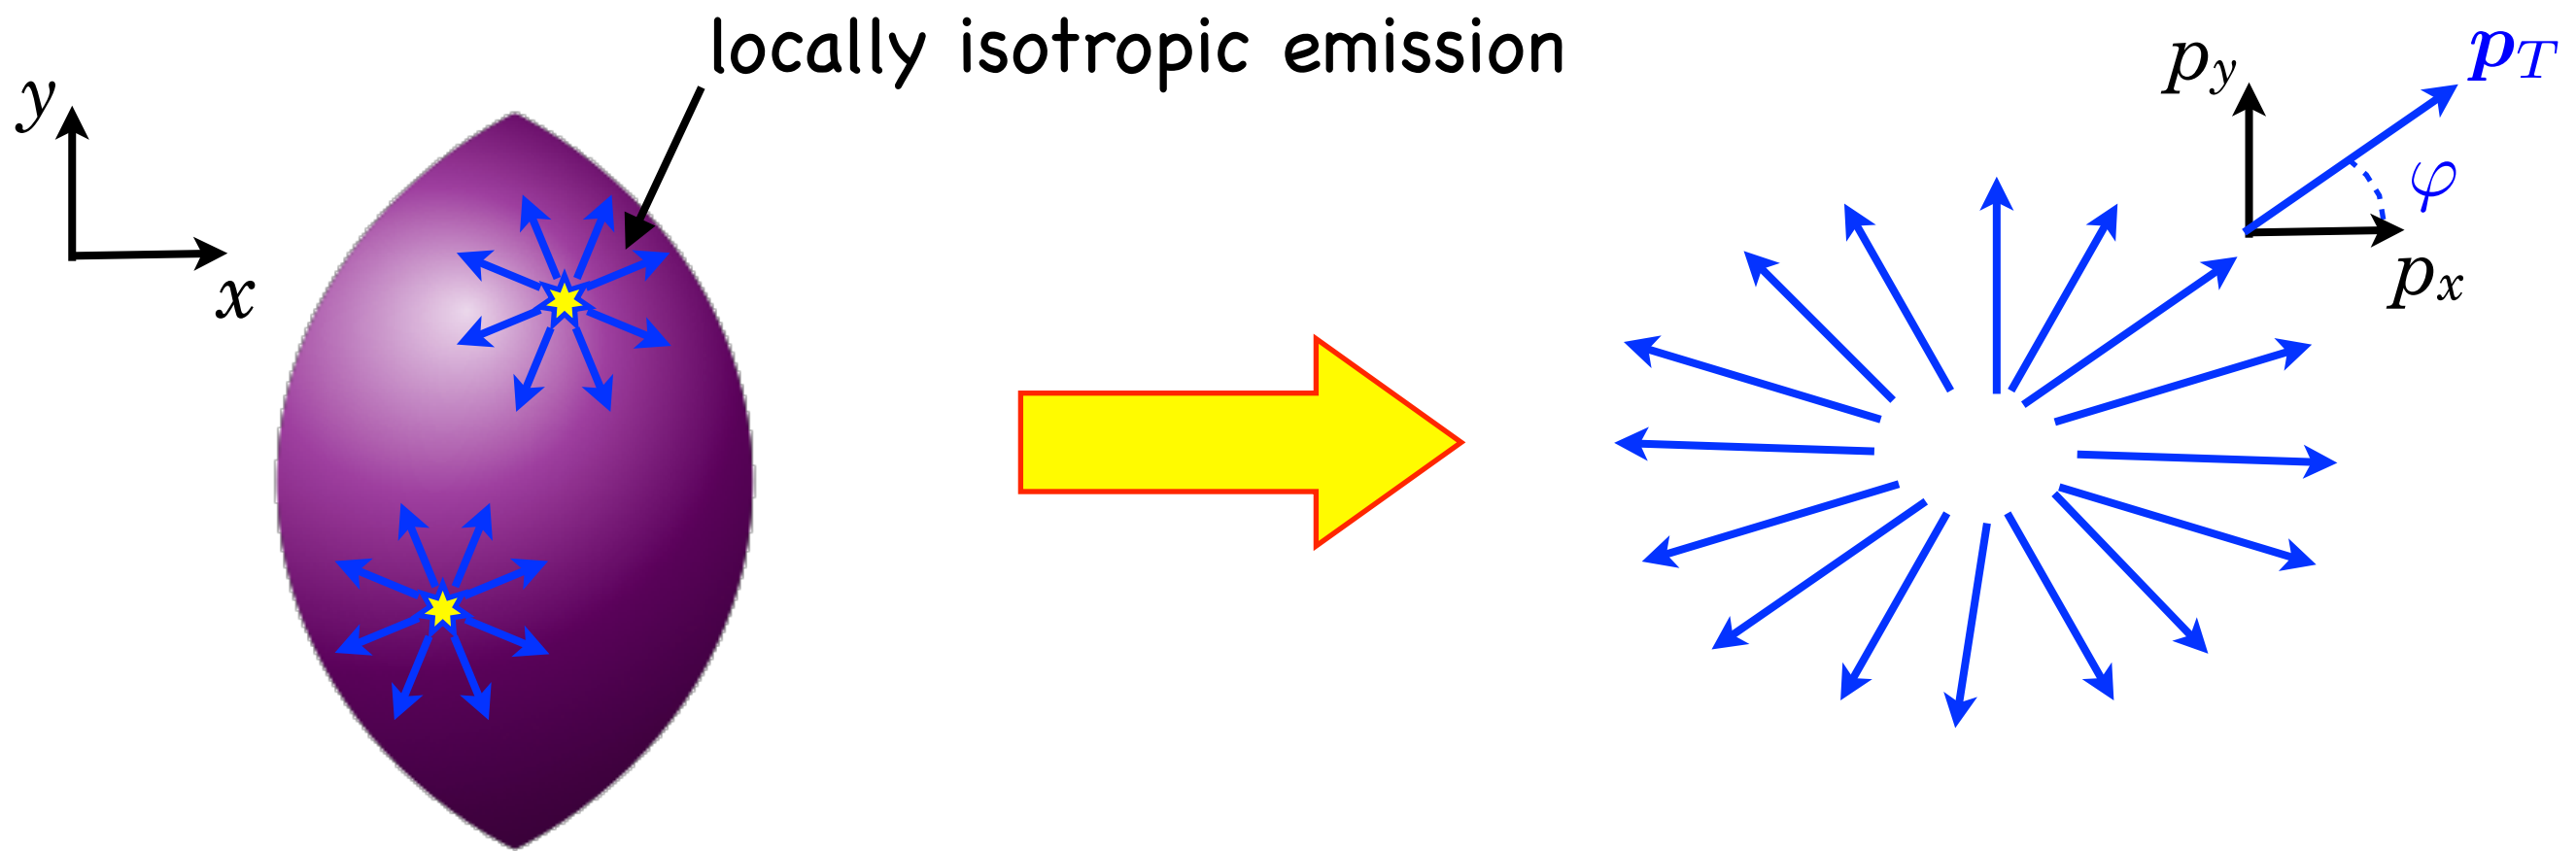 locally isotropic emission
y
x
p_y
p_T
φ
p_x